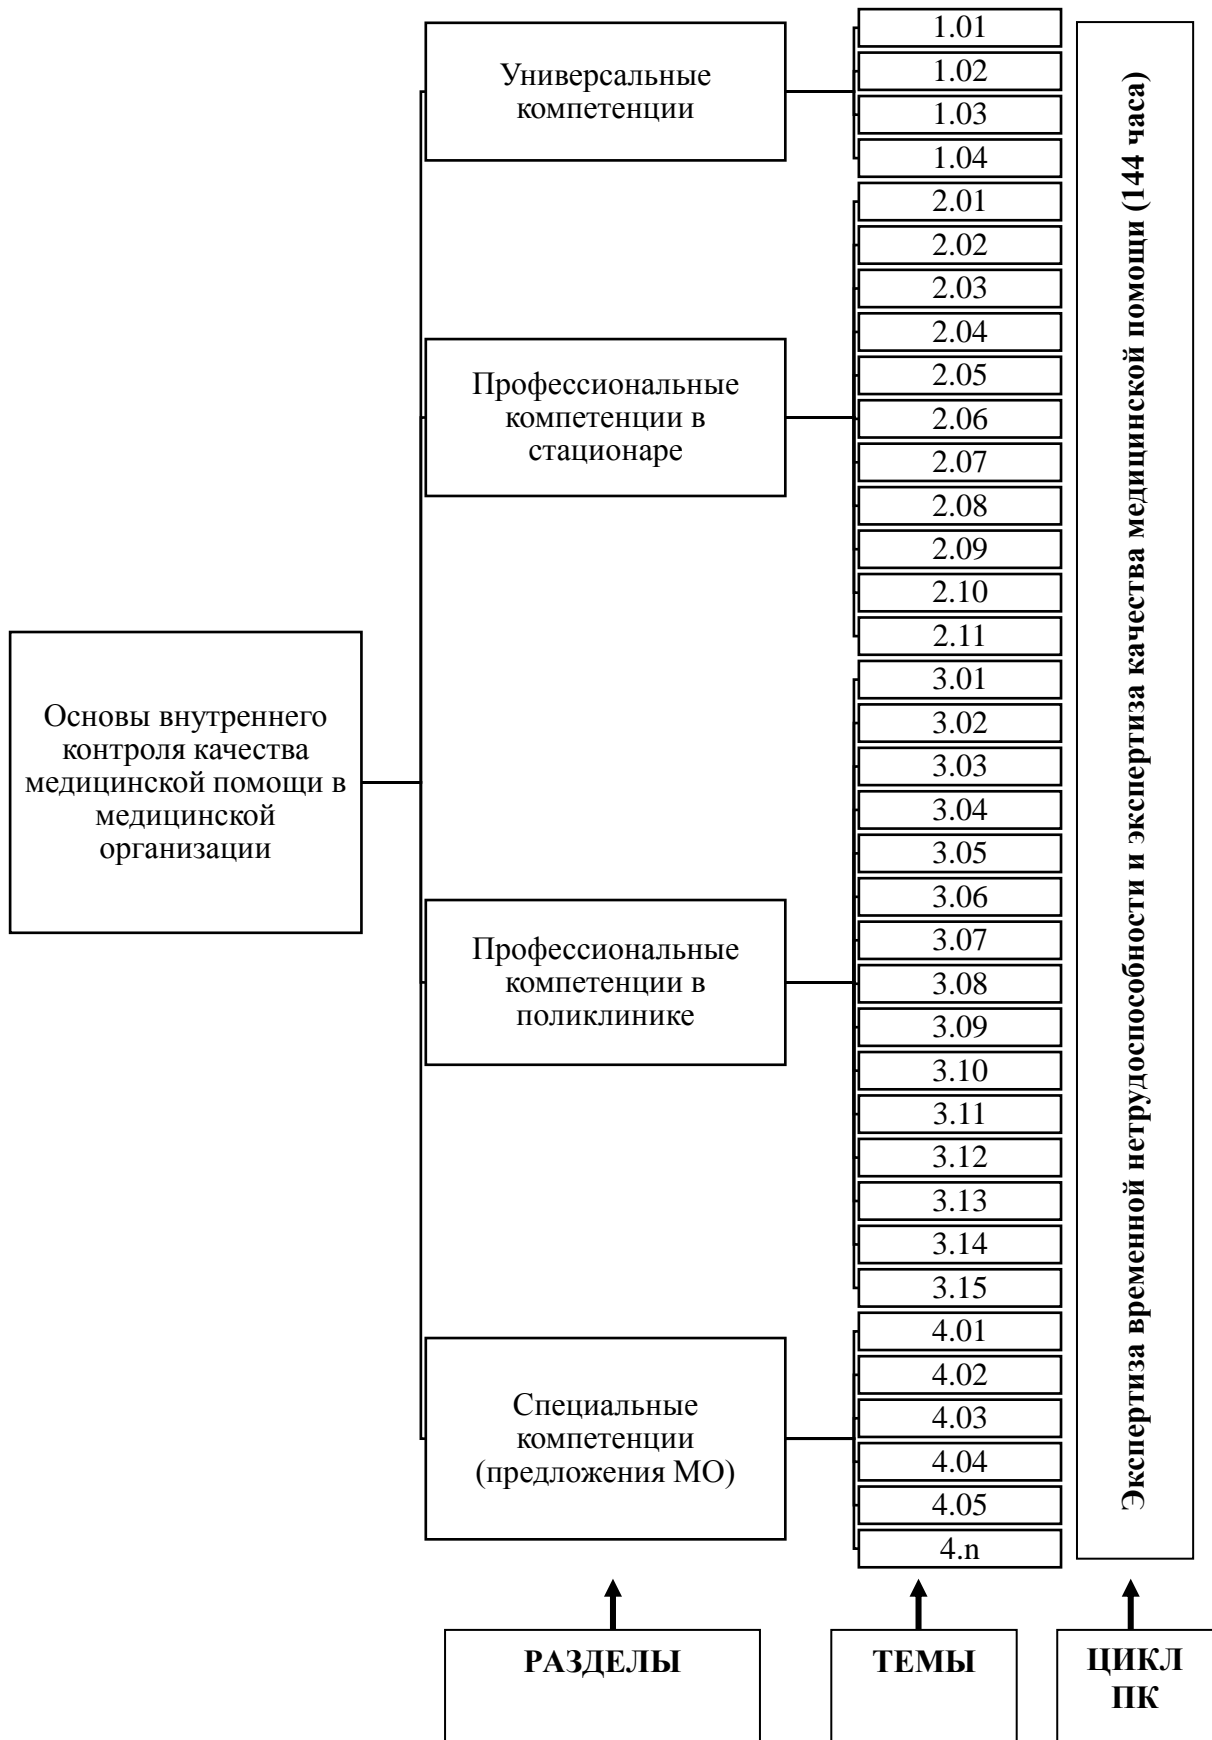 Основы внутреннего
контроля качества
медицинской помощи в
медицинской
организации
Универсальные
компетенции
Профессиональные
компетенции в
стационаре
Профессиональные
компетенции в
поликлинике
Специальные
компетенции
(предложения МО)
1.01
1.02
1.03
1.04
2.01
2.02
2.03
2.04
2.05
2.06
2.07
2.08
2.09
2.10
2.11
3.01
3.02
3.03
3.04
3.05
3.06
3.07
3.08
3.09
3.10
3.11
3.12
3.13
3.14
3.15
4.01
4.02
4.03
4.04
4.05
4.n
Экспертиза временной нетрудоспособности и экспертиза качества медицинской помощи (144 часа)
РАЗДЕЛЫ
ТЕМЫ
ЦИКЛ
ПК